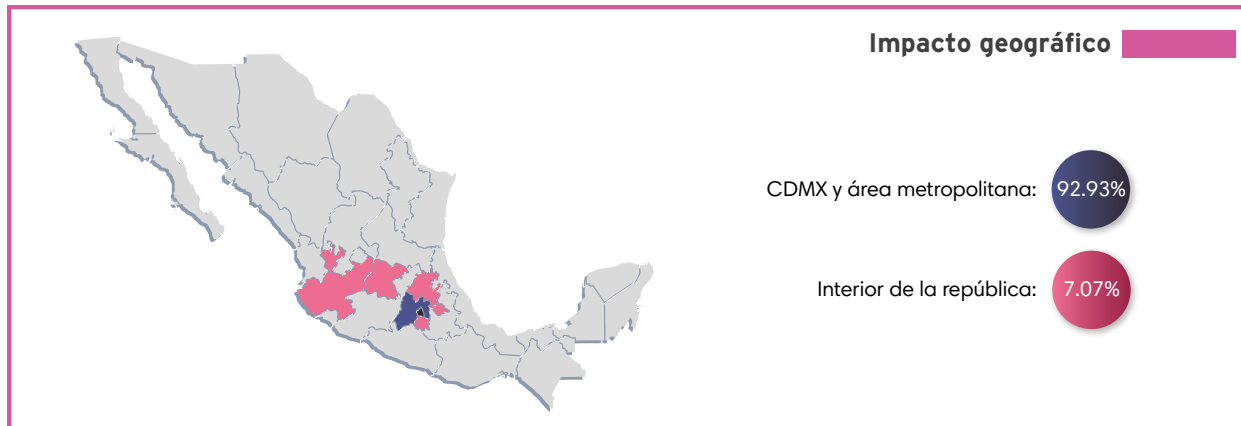 Impacto geográfico
CDMX y área metropolitana: 92.93%
Interior de la república: 7.07%